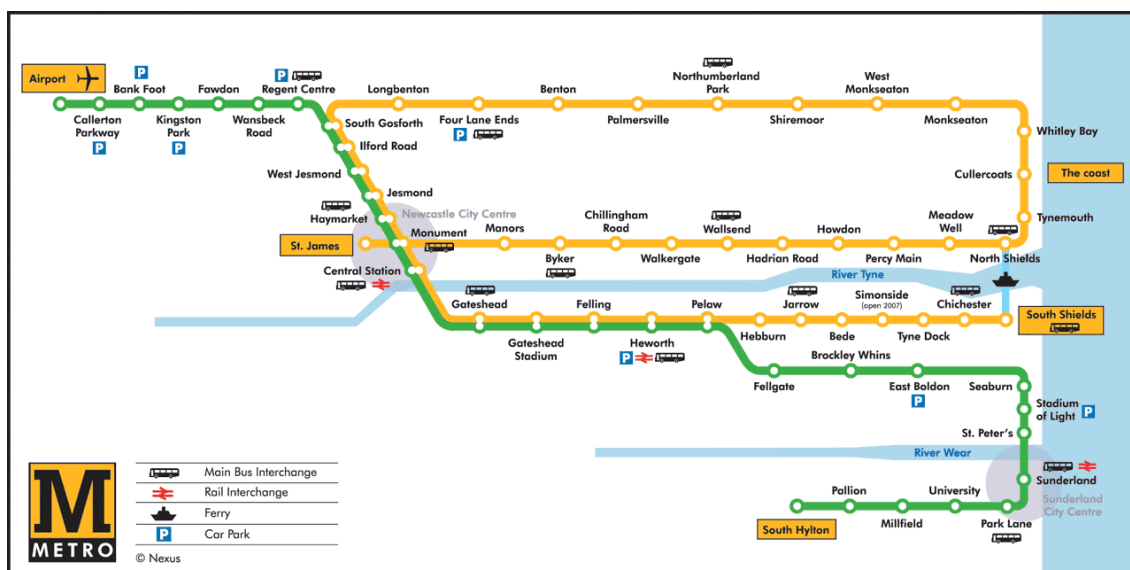 Airport
Bank Foot
Fawdon
P
P
Regent Centre
Callerton
Parkway
P
Kingston
Park
P
Wansbeck
Road
Longbenton
Four Lane Ends
P
Benton
Palmersville
Northumberland
Park
Shiremoor
West
Monkseaton
Monkseaton
South Gosforth
Ilford Road
West Jesmond
Jesmond
Haymarket
Newcastle City Centre
Whitley Bay
Cullercoats
The coast
Tynemouth
St. James
Monument
Manors
Byker
Chillingham
Road
Walkergate
Wallsend
Hadrian Road
Howdon
Percy Main
Meadow
Well
North Shields
Central Station
River Tyne
Gateshead
Gateshead
Stadium
Felling
Heworth
P
Pelaw
Hebburn
Jarrow
Bede
Simonside
(open 2007)
Tyne Dock
Chichester
South Shields
Fellgate
Brockley Whins
East Boldon
P
Seaburn
Stadium
of Light
P
St. Peter's
River Wear
Sunderland
Sunderland
City Centre
South Hylton
Pallion
Millfield
University
Park Lane
M
METRO
Main Bus Interchange
Rail Interchange
Ferry
P
Car Park
© Nexus